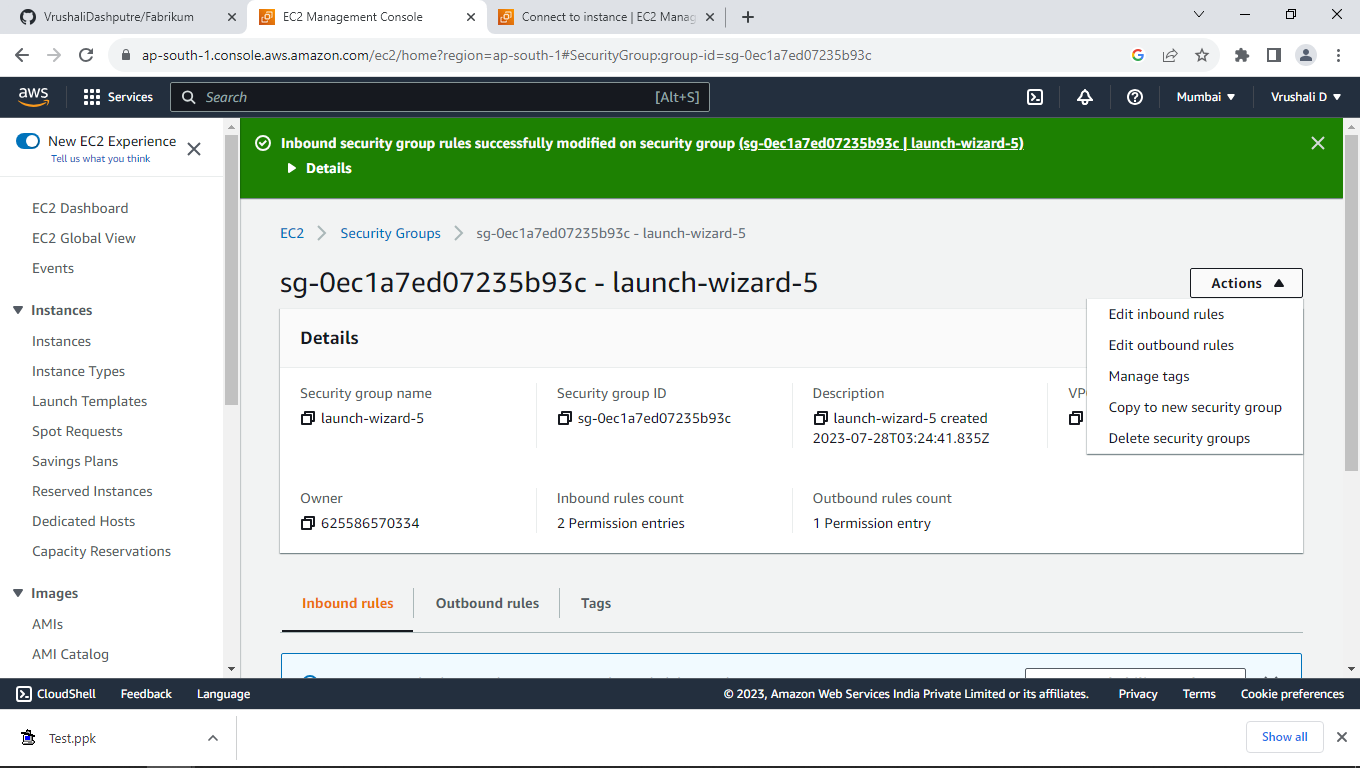 VrushaliDashputre/Fabrikum
EC2 Management Console
Connect to instance | EC2 Manag
ap-south-1.console.aws.amazon.com/ec2/home?region=ap-south-1#SecurityGroup:group-id=sg-0ec1a7ed07235b93c
aws
Services
Search
[Alt+S]
Mumbai
Vrushali D
New EC2 Experience
Tell us what you think
EC2 Dashboard
EC2 Global View
Events
Instances
Instances
Instance Types
Launch Templates
Spot Requests
Savings Plans
Reserved Instances
Dedicated Hosts
Capacity Reservations
Images
AMIs
AMI Catalog
Inbound security group rules successfully modified on security group (sg-0ec1a7ed07235b93c | launch-wizard-5)
Details
EC2
Security Groups
sg-0ec1a7ed07235b93c - launch-wizard-5
sg-0ec1a7ed07235b93c - launch-wizard-5
Actions
Edit inbound rules
Edit outbound rules
Manage tags
Copy to new security group
Delete security groups
Details
Security group name
launch-wizard-5
Security group ID
sg-0ec1a7ed07235b93c
Description
launch-wizard-5 created
2023-07-28T03:24:41.835Z
VP
Owner
625586570334
Inbound rules count
2 Permission entries
Outbound rules count
1 Permission entry
Inbound rules
Outbound rules
Tags
CloudShell
Feedback
Language
© 2023, Amazon Web Services India Private Limited or its affiliates.
Privacy
Terms
Cookie preferences
Test.ppk
Show all